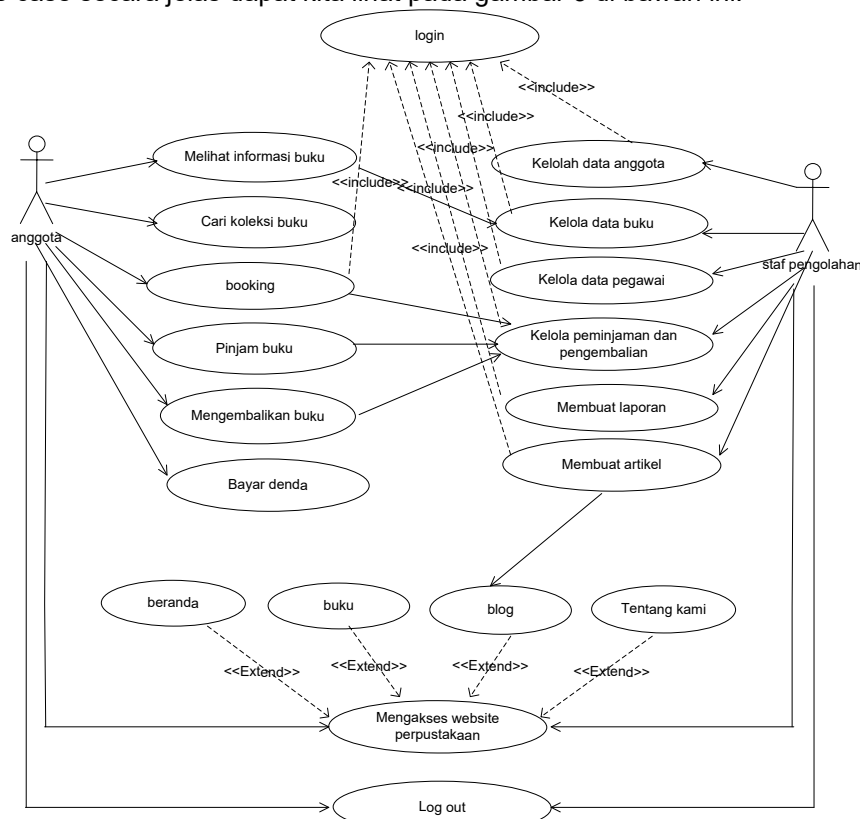 login
<<include>>
<<include>>
<<include>>
Melihat informasi buku
Kelolah data anggota
<<include>>
<<include>>
Cari koleksi buku
Kelola data buku
anggota
<<include>>
staf pengolahan
booking
Kelola data pegawai
Pinjam buku
Kelola peminjaman dan
pengembalian
Mengembalikan buku
Membuat laporan
Bayar denda
Membuat artikel
beranda
buku
blog
Tentang kami
<<Extend>>
<<Extend>>
<<Extend>>
<<Extend>>
Mengakses website
perpustakaan
Log out